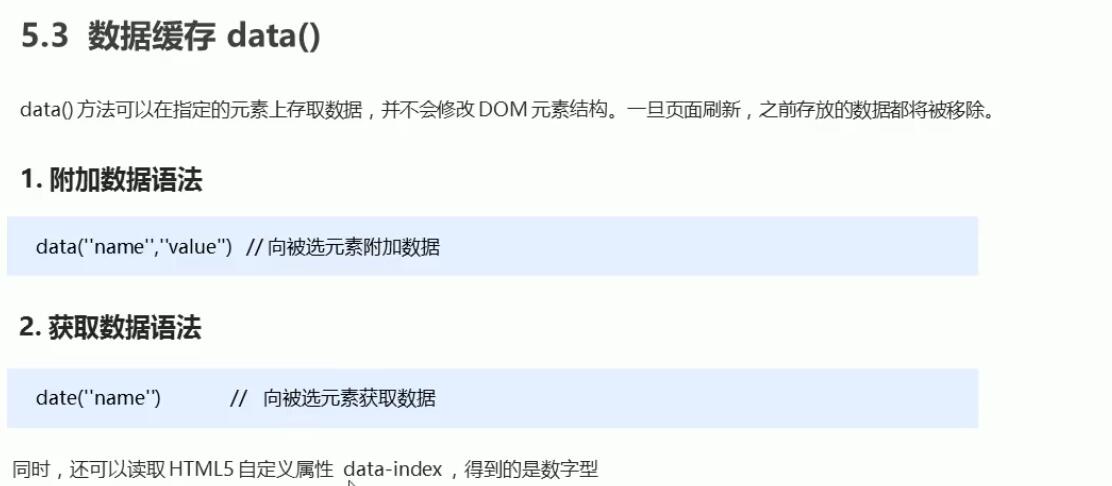 5.3 数据缓存 data()
data() 方法可以在指定的元素上存取数据，并不会修改 DOM 元素结构。一旦页面刷新，之前存放的数据都将被移除。
1. 附加数据语法
data(''name'',''value'') // 向被选元素附加数据
2. 获取数据语法
date(''name'') // 向被选元素获取数据
同时，还可以读取 HTML5 自定义属性 data-index ，得到的是数字型